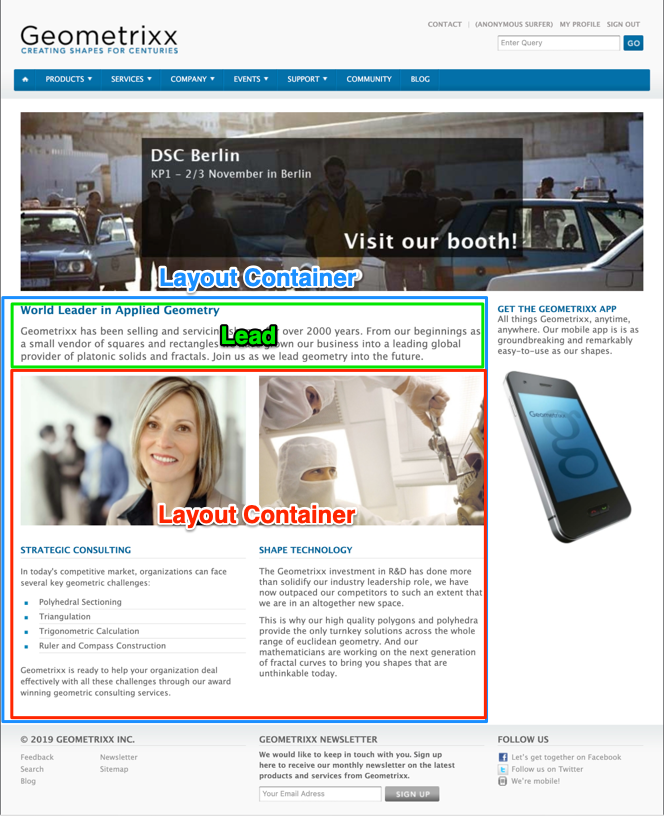 Geometrixx
CREATING SHAPES FOR CENTURIES
CONTACT | (ANONYMOUS SURFER) MY PROFILE SIGN OUT
Enter Query GO
PRODUCTS ▼ SERVICES ▼ COMPANY ▼ EVENTS ▼ SUPPORT ▼ COMMUNITY BLOG
DSC Berlin
KP1 – 2/3 November in Berlin
Visit our booth!
Layout Container
World Leader in Applied Geometry
Geometrixx has been selling and servicing over 2000 years. From our beginnings as
Lead
a small vendor of squares and rectangles our business into a leading global
provider of platonic solids and fractals. Join us as we lead geometry into the future.
GET THE GEOMETRIXX APP
All things Geometrixx, anytime,
anywhere. Our mobile app is is as
groundbreaking and remarkably
easy-to-use as our shapes.
Geometrixx
g
Layout Container
STRATEGIC CONSULTING
In today's competitive market, organizations can face
several key geometric challenges:
Polyhedral Sectioning
Triangulation
Trigonometric Calculation
Ruler and Compass Construction
Geometrixx is ready to help your organization deal
effectively with all these challenges through our award
winning geometric consulting services.
SHAPE TECHNOLOGY
The Geometrixx investment in R&D has done more
than solidify our industry leadership role, we have
now outpaced our competitors to such an extent that
we are in an altogether new space.
This is why our high quality polygons and polyhedra
provide the only turnkey solutions across the whole
range of euclidean geometry. And our
mathematicians are working on the next generation
of fractal curves to bring you shapes that are
unthinkable today.
© 2019 GEOMETRIXX INC.
Feedback Newsletter
Search Sitemap
Blog
GEOMETRIXX NEWSLETTER
We would like to keep in touch with you. Sign up
here to receive our monthly newsletter on the latest
products and services from Geometrixx.
Your Email Adress SIGN UP
FOLLOW US
Let's get together on Facebook
Follow us on Twitter
We're mobile!